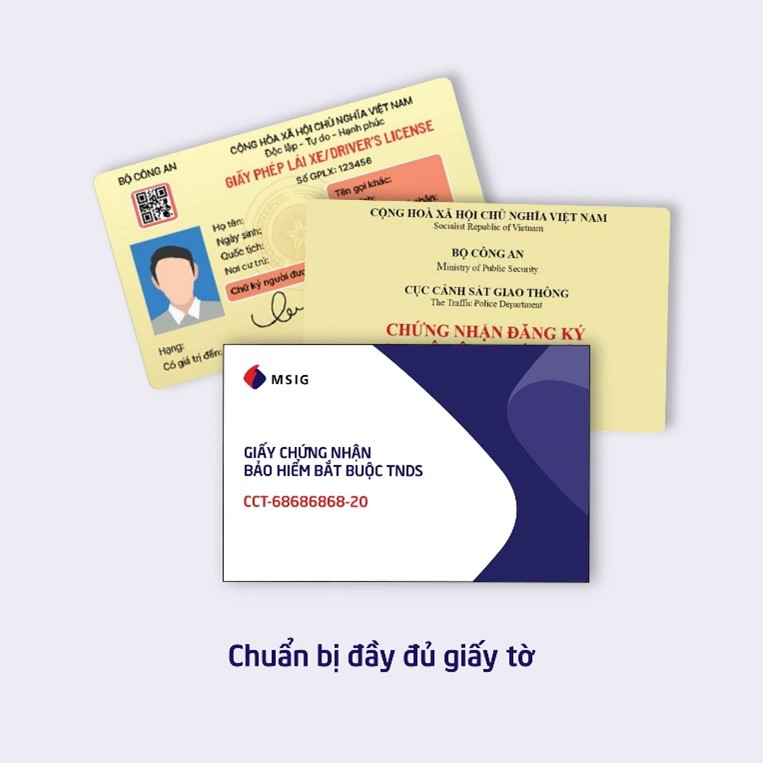 CỘNG HÒA XÃ HỘI CHỦ NGHĨA VIỆT NAM
Độc lập - Tự do - Hạnh phúc
BỘ CÔNG AN
GIẤY PHÉP LÁI XE/DRIVER'S LICENSE
Số GPLX: 123456
Tên gọi khác:
Họ tên:
Ngày sinh:
Quốc tịch:
Nơi cư trú:
Chữ ký người
Hạng:
Có giá trị đến:
CỘNG HOÀ XÃ HỘI CHỦ NGHĨA VIỆT NAM
Socialist Republic of Vietnam
BỘ CÔNG AN
Ministry of Public Security
CỤC CẢNH SÁT GIAO THÔNG
The Traffic Police Department
CHỨNG NHẬN ĐĂNG KÝ
MSIG
GIẤY CHỨNG NHẬN
BẢO HIỂM BẮT BUỘC TNDS
CCT-68686868-20
Chuẩn bị đầy đủ giấy tờ